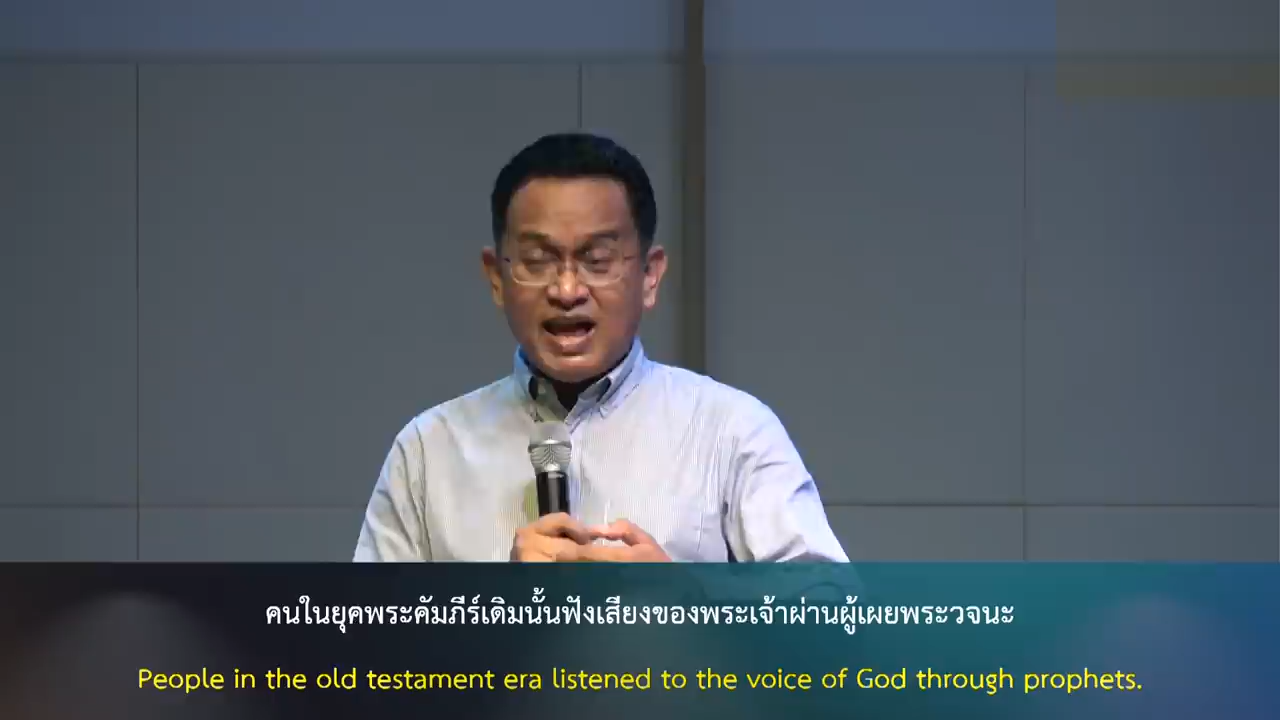 คนในยุคพระคัมภีร์เดิมนั้นฟังเสียงของพระเจ้าผ่านผู้เผยพระวจนะ
People in the old testament era listened to the voice of God through prophets.